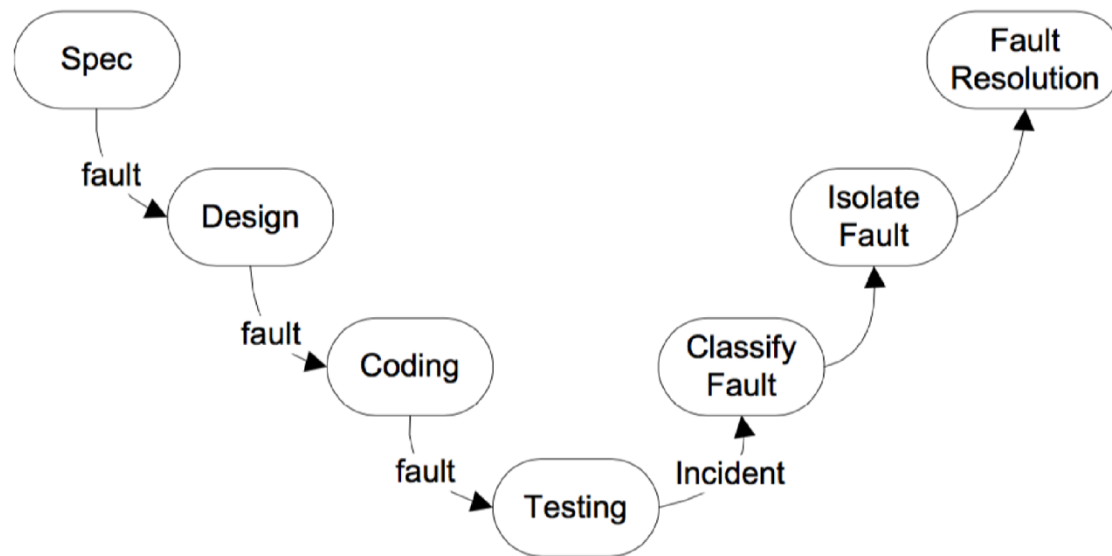 Spec
fault
Design
fault
Coding
fault
Testing
Incident
Classify
Fault
Isolate
Fault
Fault
Resolution